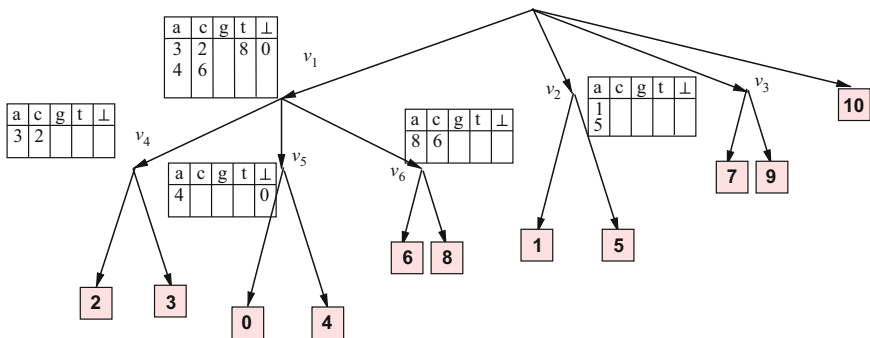 a c g t ⊥
3 2 8 0
4 6
v1
a c g t ⊥
3 2
v4
a c g t ⊥
4 0
v5
a c g t ⊥
8 6
v6
v2
a c g t ⊥
1
5
v3
10
7 9
6 8
1 5
2 3
0 4